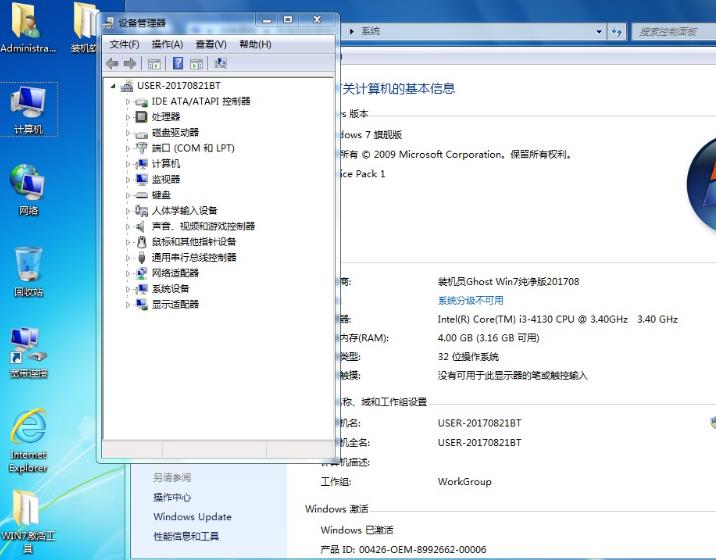 Administra...
装机软
计算机
网络
回收站
宽带连接
Internet
Explorer
WIN7激活工
具
设备管理器
文件(F) 操作(A) 查看(V) 帮助(H)
USER-20170821BT
IDE ATA/ATAPI 控制器
处理器
磁盘驱动器
端口 (COM 和 LPT)
计算机
监视器
键盘
人体学输入设备
声音、视频和游戏控制器
鼠标和其他指针设备
通用串行总线控制器
网络适配器
系统设备
显示适配器
系统
搜索控制面板
关计算机的基本信息
s 版本
dows 7 旗舰版
所有 © 2009 Microsoft Corporation。保留所有权利。
ice Pack 1
商: 装机员Ghost Win7纯净版201708
系统分级不可用
器: Intel(R) Core(TM) i3-4130 CPU @ 3.40GHz 3.40 GHz
内存(RAM): 4.00 GB (3.16 GB 可用)
类型: 32 位操作系统
触摸: 没有可用于此显示器的笔或触控输入
名称、域和工作组设置
机名: USER-20170821BT
机全名: USER-20170821BT
计算机描述:
工作组: WorkGroup
Windows 激活
Windows 已激活
产品 ID: 00426-OEM-8992662-00006
另请参阅
操作中心
Windows Update
性能信息和工具